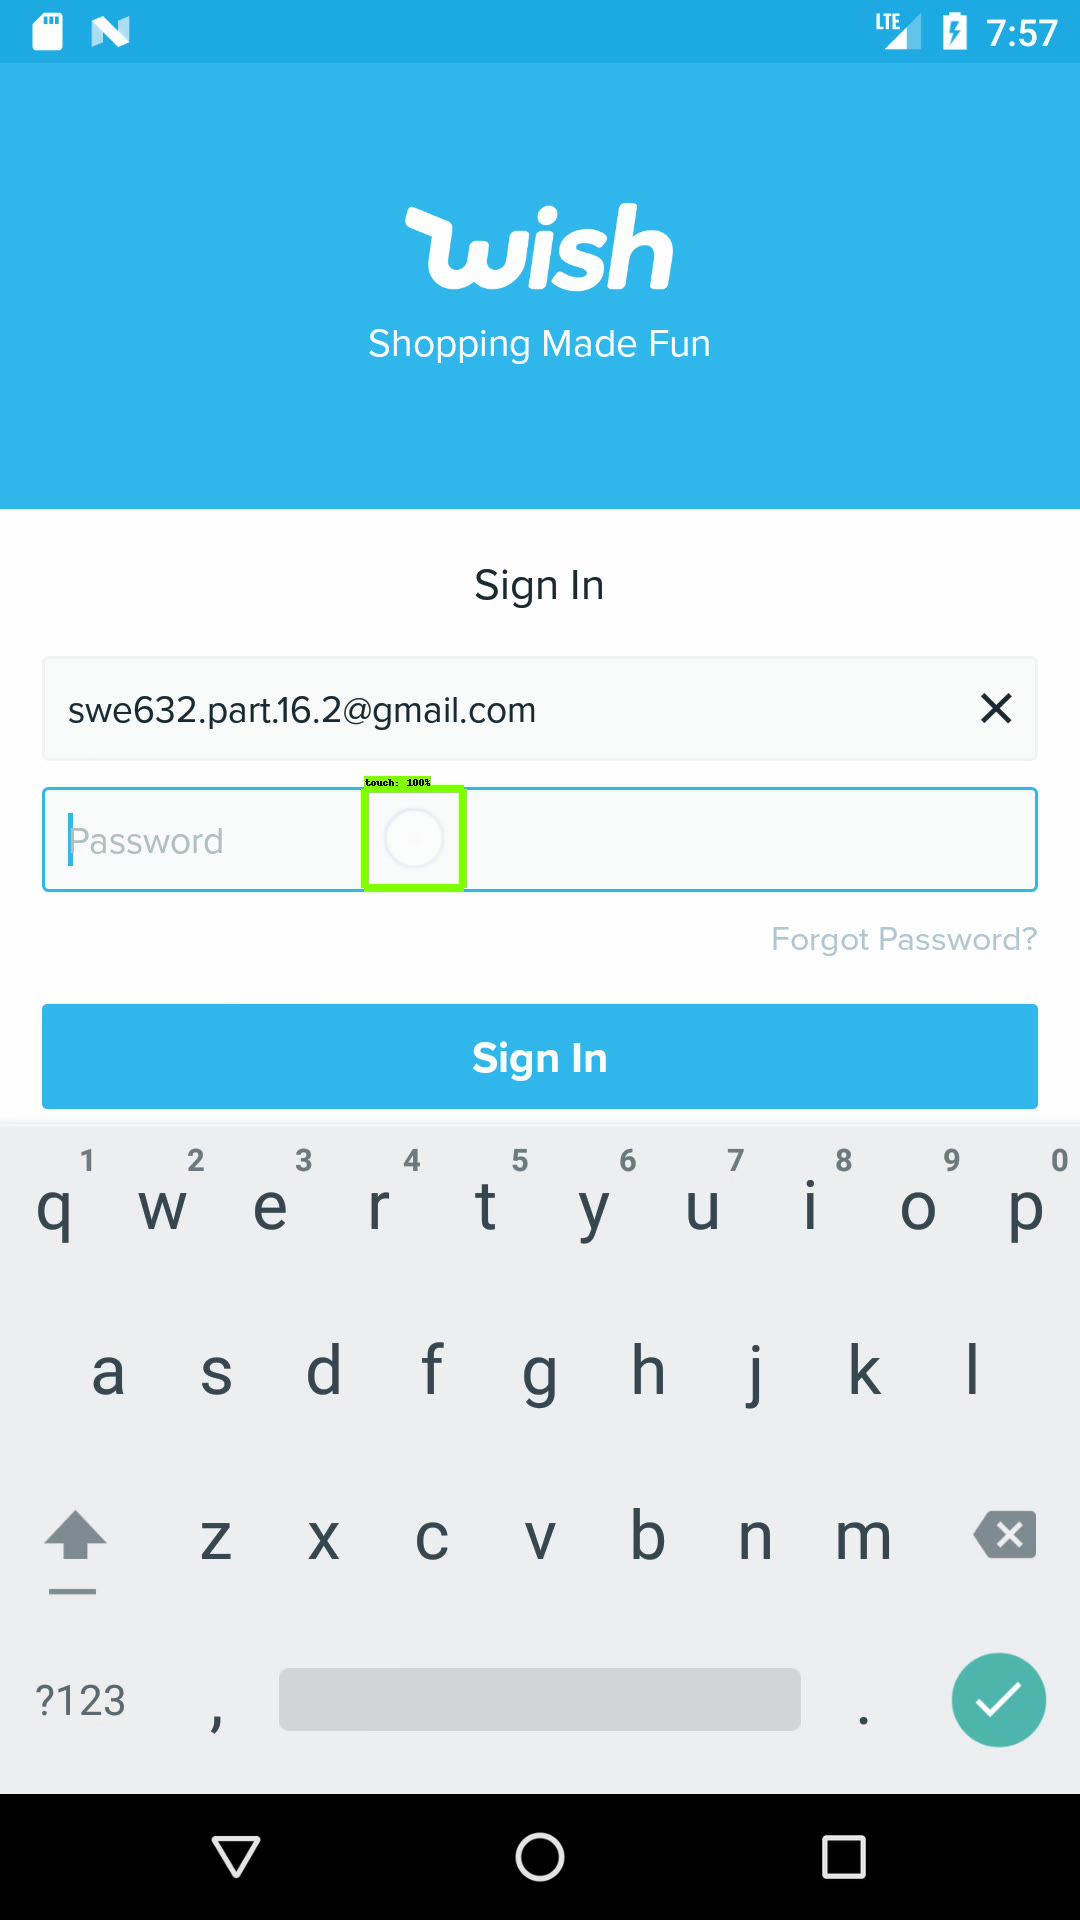 LTE 7:57
wish
Shopping Made Fun
Sign In
swe632.part.16.2@gmail.com
touch: 100%
Password
Forgot Password?
Sign In
1 2 3 4 5 6 7 8 9 0
q w e r t y u i o p
a s d f g h j k l
z x c v b n m
?123 , .